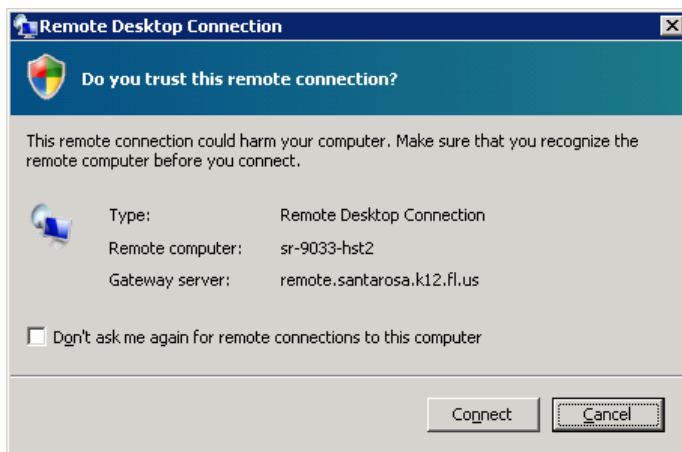 Remote Desktop Connection
Do you trust this remote connection?
This remote connection could harm your computer. Make sure that you recognize the
remote computer before you connect.
Type: Remote Desktop Connection
Remote computer: sr-9033-hst2
Gateway server: remote.santarosa.k12.fl.us
Don't ask me again for remote connections to this computer
Connect Cancel